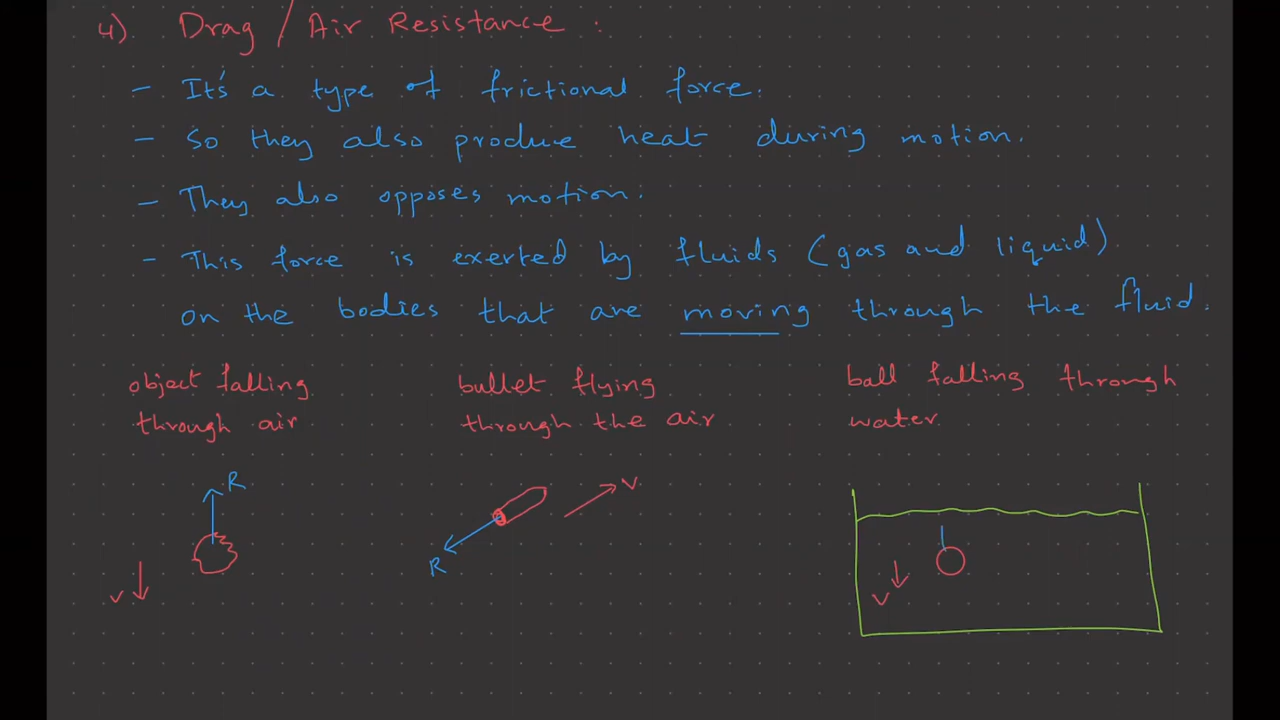 4) Drag / Air Resistance :
- It's a type of frictional force.
- So they also produce heat during motion.
- They also opposes motion.
- This force is exerted by fluids (gas and liquid)
on the bodies that are moving through the fluid.
object falling
through air
bullet flying
through the air
ball falling through
water
R
v
V
R
v